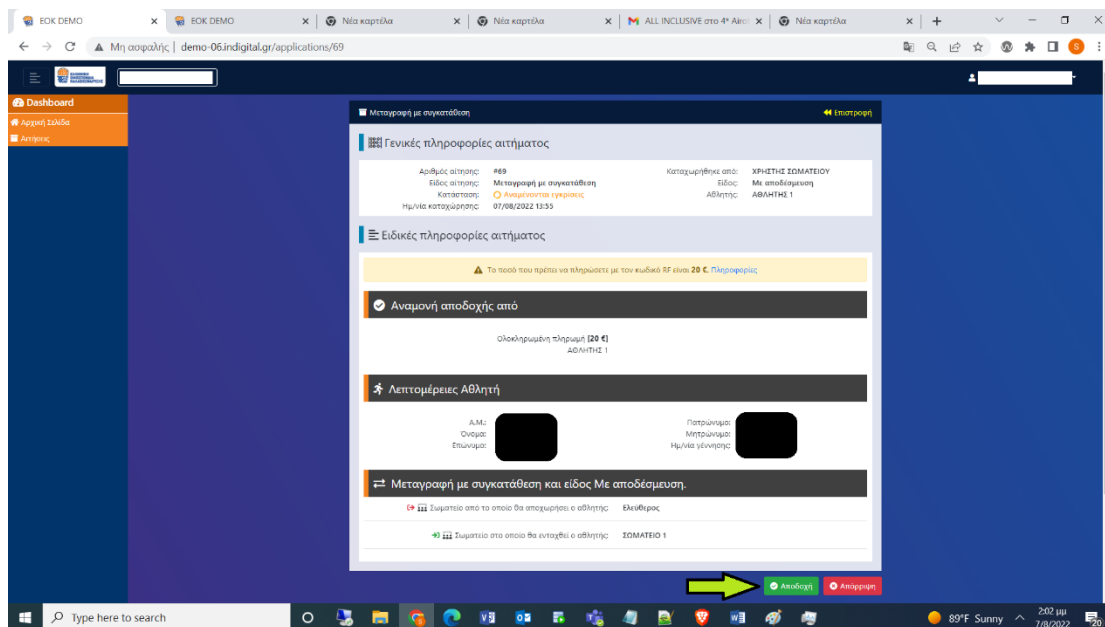 EOK DEMO
EOK DEMO
Νέα καρτέλα
Νέα καρτέλα
ALL INCLUSIVE στο 4* Airo
Νέα καρτέλα
Μη ασφαλής | demo-06.indigital.gr/applications/69
S
Dashboard
Αρχική Σελίδα
Αιτήσεις
Μεταγραφή με συγκατάθεση
Επιστροφή
Γενικές πληροφορίες αιτήματος
Αριθμός αίτησης: #69
Καταχωρήθηκε από: ΧΡΗΣΤΗΣ ΣΩΜΑΤΕΙΟΥ
Είδος αίτησης: Μεταγραφή με συγκατάθεση
Είδος: Με αποδέσμευση
Κατάσταση: Αναμένονται εγκρίσεις
Αθλητής: ΑΘΛΗΤΗΣ 1
Ημ/νία καταχώρησης: 07/08/2022 13:55
Ειδικές πληροφορίες αιτήματος
Το ποσό που πρέπει να πληρώσετε με τον κωδικό RF είναι 20 €. Πληροφορίες
Αναμονή αποδοχής από
Ολοκληρωμένη πληρωμή [20 €]
ΑΘΛΗΤΗΣ 1
Λεπτομέρειες Αθλητή
Α.Μ.:
Όνομα:
Επώνυμο:
Πατρώνυμο:
Μητρώνυμο:
Ημ/νία γέννησης:
Μεταγραφή με συγκατάθεση και είδος Με αποδέσμευση.
Σωματείο από το οποίο θα αποχωρήσει ο αθλητής: Ελεύθερος
Σωματείο στο οποίο θα ενταχθεί ο αθλητής: ΣΩΜΑΤΕΙΟ 1
Αποδοχή
Απόρριψη
Type here to search
89°F Sunny
2:02 μμ
7/8/2022
20